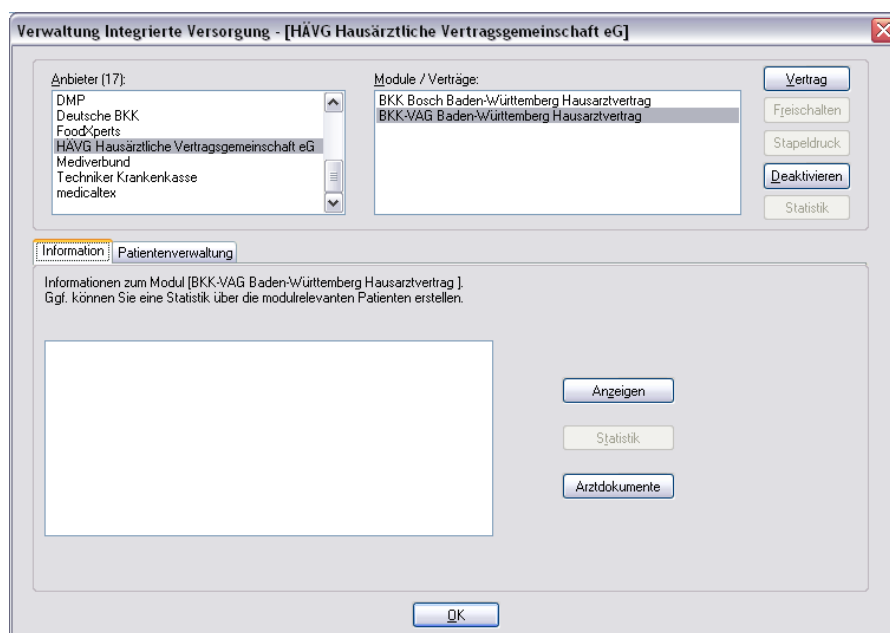 Verwaltung Integrierte Versorgung - [HÄVG Hausärztliche Vertragsgemeinschaft eG]
Anbieter (17):
DMP
Deutsche BKK
FoodXperts
HÄVG Hausärztliche Vertragsgemeinschaft eG
Mediverbund
Techniker Krankenkasse
medicaltex
Module / Verträge:
BKK Bosch Baden-Württemberg Hausarztvertrag
BKK-VAG Baden-Württemberg Hausarztvertrag
Vertrag
Freischalten
Stapeldruck
Deaktivieren
Statistik
Information
Patientenverwaltung
Informationen zum Modul [BKK-VAG Baden-Württemberg Hausarztvertrag ].
Ggf. können Sie eine Statistik über die modulrelevanten Patienten erstellen.
Anzeigen
Statistik
Arztdokumente
OK